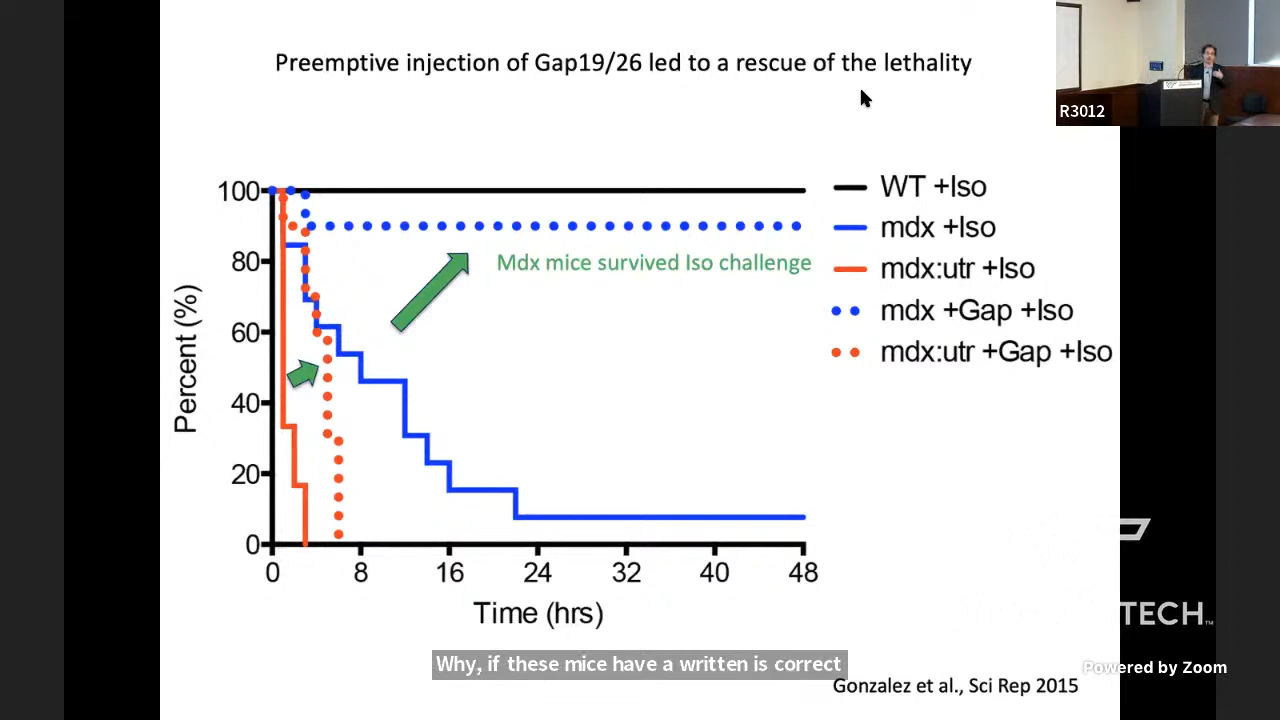 Preemptive injection of Gap19/26 led to a rescue of the lethality
R3012
100
80
60
40
20
0
Percent (%)
0 8 16 24 32 40 48
Time (hrs)
WT +Iso
mdx +Iso
mdx:utr +Iso
mdx +Gap +Iso
mdx:utr +Gap +Iso
Mdx mice survived Iso challenge
TECH™
Why, if these mice have a written is correct
Powered by Zoom
Gonzalez et al., Sci Rep 2015